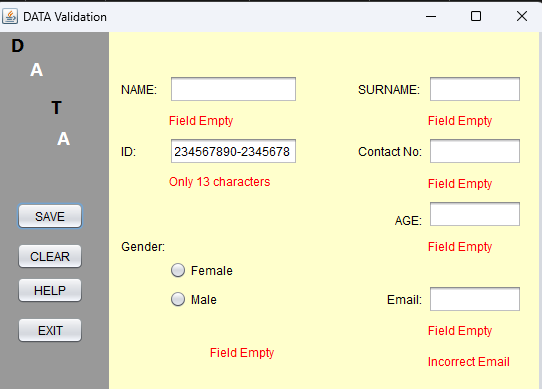 DATA Validation
D
A
T
A
NAME:
SURNAME:
Field Empty
Field Empty
ID:
234567890-2345678
Contact No:
Only 13 characters
Field Empty
SAVE
AGE:
CLEAR
Gender:
Field Empty
Female
HELP
Male
Email:
EXIT
Field Empty
Field Empty
Incorrect Email